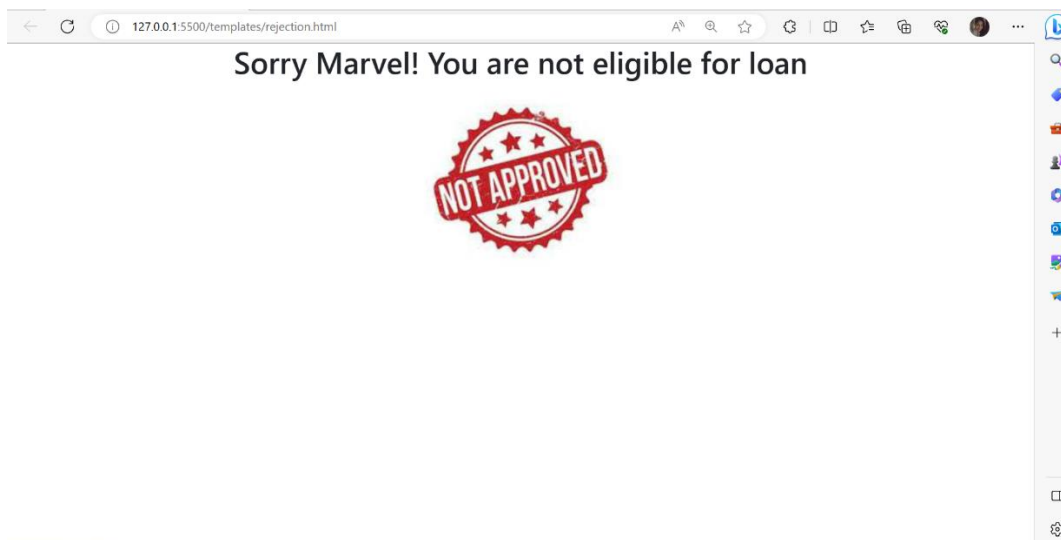 127.0.0.1:5500/templates/rejection.html
Sorry Marvel! You are not eligible for loan
NOT APPROVED